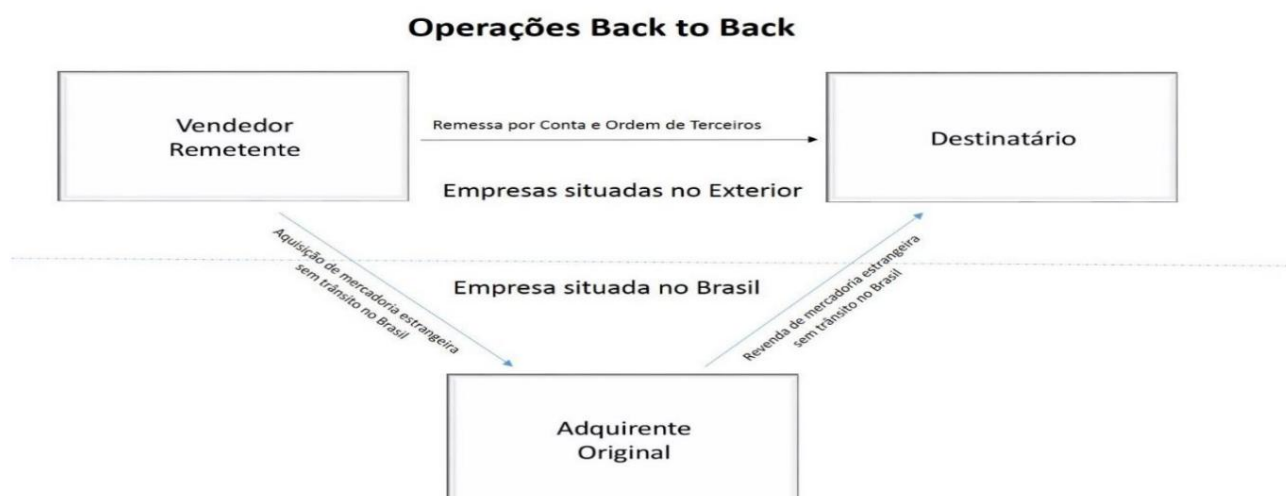 Operações Back to Back
Vendedor
Remetente
Remessa por Conta e Ordem de Terceiros
Destinatário
Empresas situadas no Exterior
Aquisição de mercadoria estrangeira
sem trânsito no Brasil
Empresa situada no Brasil
Revenda de mercadoria estrangeira
sem trânsito no Brasil
Adquirente
Original